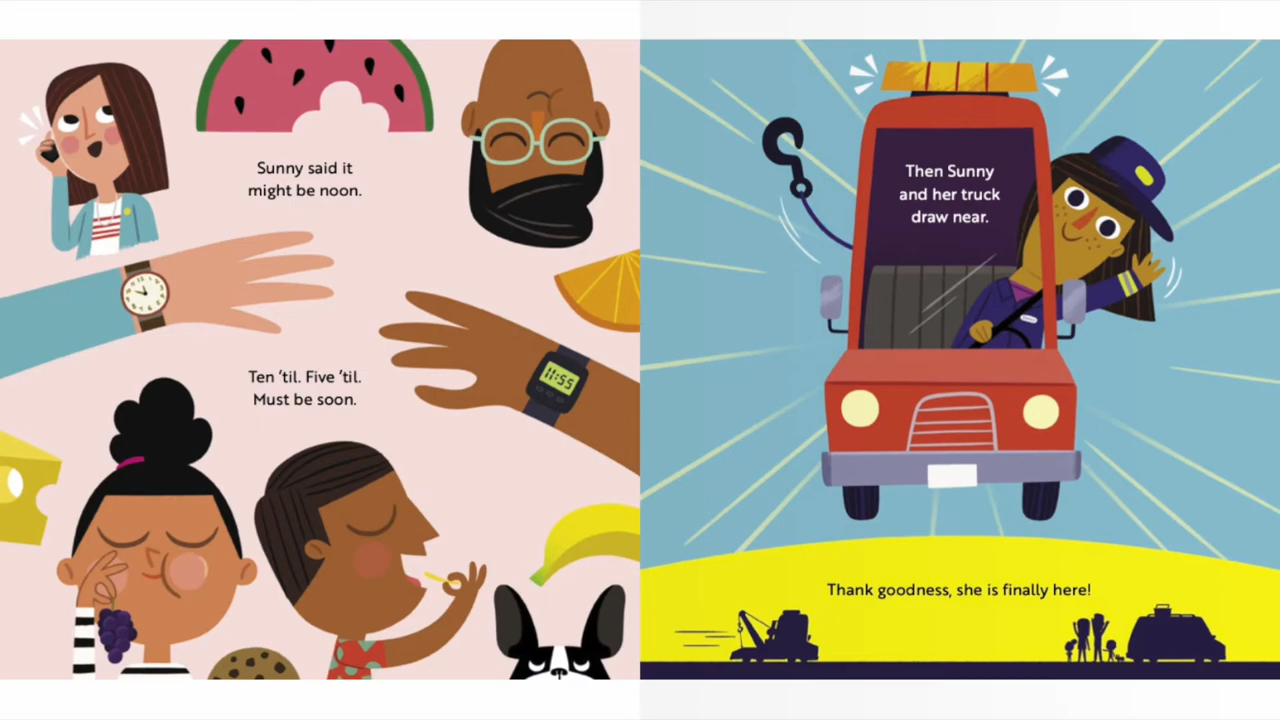 Sunny said it
might be noon.
11:55
Ten ’til. Five ’til.
Must be soon.
Then Sunny
and her truck
draw near.
Thank goodness, she is finally here!